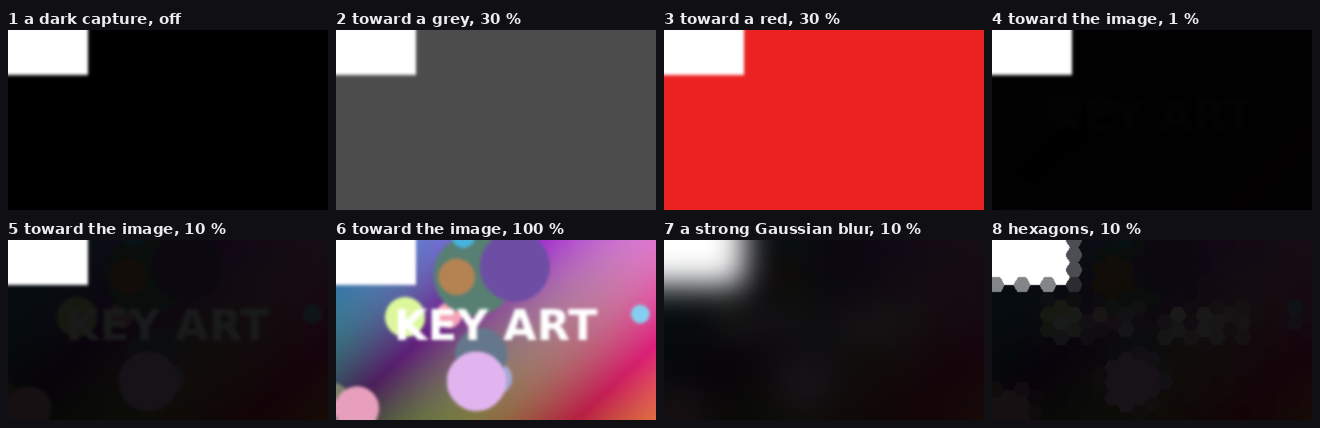 1 a dark capture, off
2 toward a grey, 30 %
3 toward a red, 30 %
4 toward the image, 1 %
KEY ART
5 toward the image, 10 %
6 toward the image, 100 %
7 a strong Gaussian blur, 10 %
8 hexagons, 10 %
KEY ART
KEY ART